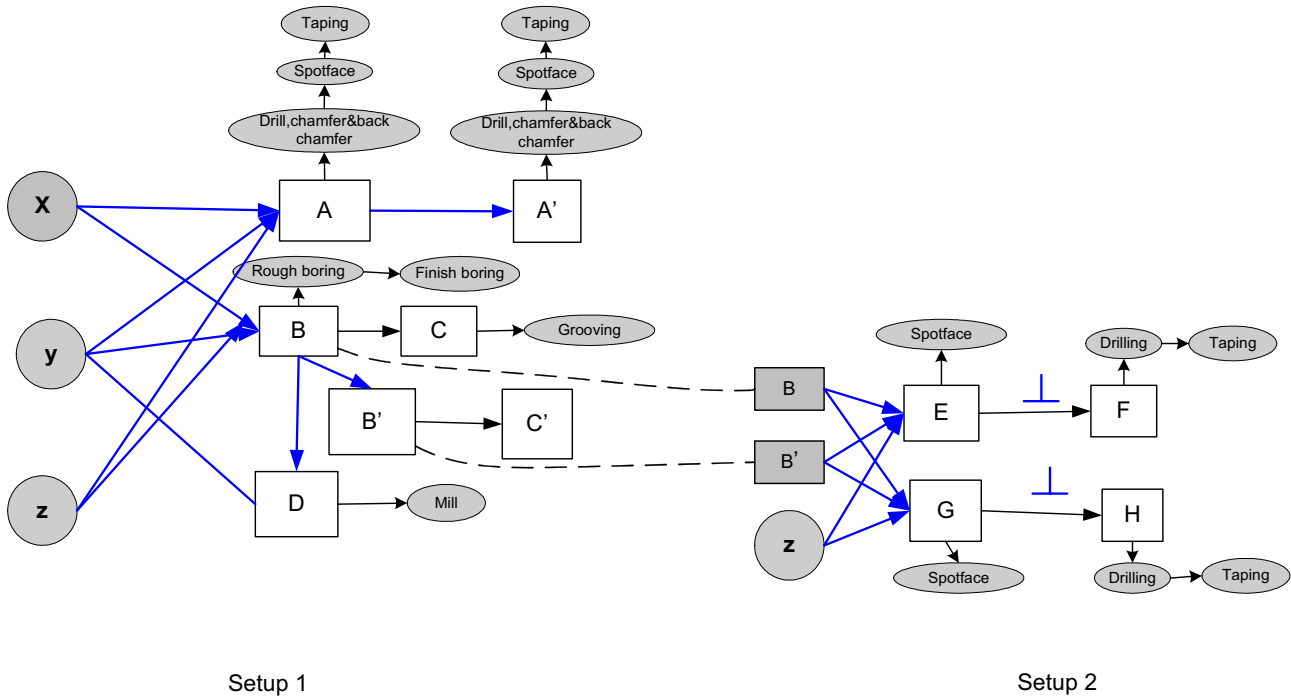 Taping
Taping
Spotface
Spotface
Drill,chamfer&back
chamfer
Drill,chamfer&back
chamfer
X
A
A’
Rough boring
Finish boring
B
C
Grooving
y
B’
C’
D
Mill
z
Spotface
Drilling
Taping
B
E
F
B’
G
H
z
Spotface
Drilling
Taping
Setup 1
Setup 2